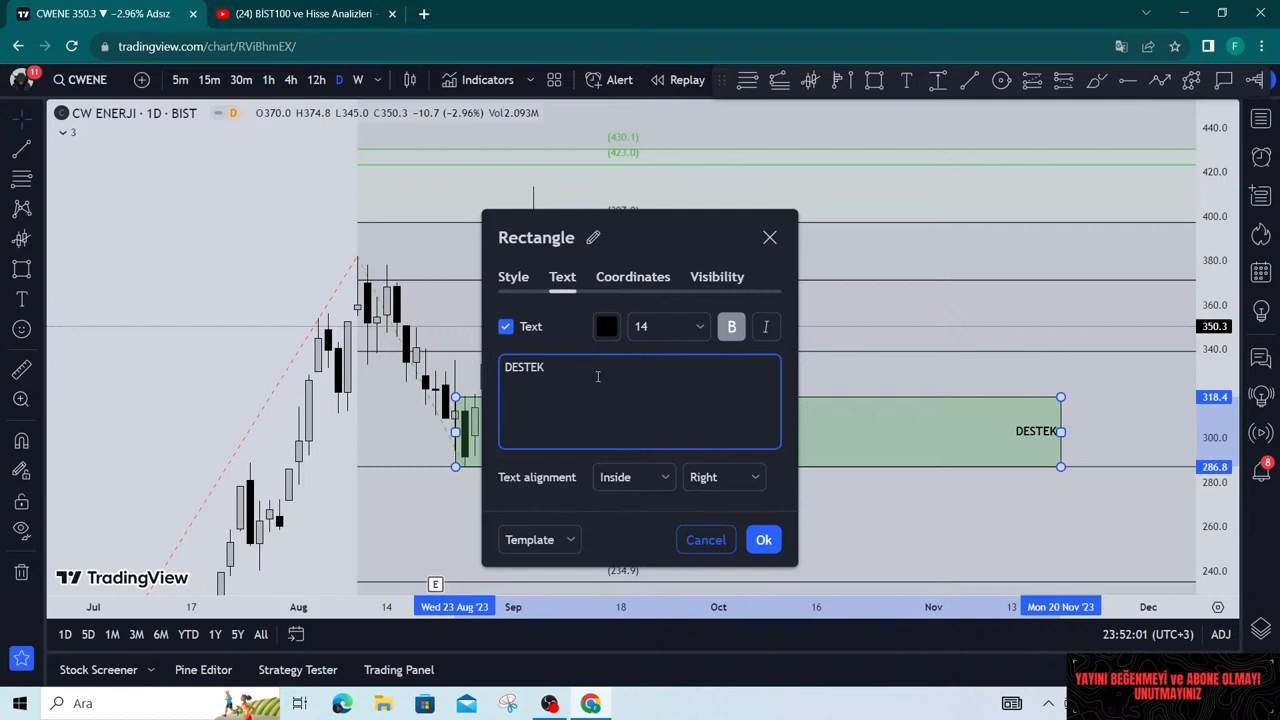 CWENE 350.3 ▼ −2.96% Adsız
(24) BİST100 ve Hisse Analizleri -
tradingview.com/chart/RViBhmEX/
F
11
CWENE
5m 15m 30m 1h 4h 12h D W
Indicators
Alert
Replay
CW ENERJI · 1D · BIST
D
O370.0 H374.8 L345.0 C350.3 −10.7 (−2.96%) Vol2.093M
3
(430.1)
(423.0)
440.0
420.0
400.0
380.0
360.0
350.3
340.0
318.4
300.0
286.8
280.0
260.0
240.0
Rectangle
Style Text Coordinates Visibility
Text
14
B
I
DESTEK
DESTEK
Text alignment
Inside
Right
Template
Cancel
Ok
(234.9)
E
TradingView
Jul 17 Aug 14 Wed 23 Aug '23 Sep 18 Oct 16 Nov 13 Mon 20 Nov '23 Dec
1D 5D 1M 3M 6M YTD 1Y 5Y All
23:52:01 (UTC+3)
ADJ
8
Stock Screener
Pine Editor
Strategy Tester
Trading Panel
Ara
YAYINI BEĞENMEYİ ve ABONE OLMAYI
UNUTMAYINIZ